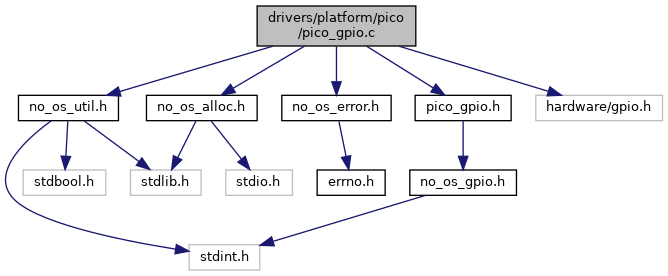 drivers/platform/pico
/pico_gpio.c
no_os_util.h
no_os_alloc.h
no_os_error.h
pico_gpio.h
hardware/gpio.h
stdbool.h
stdlib.h
stdio.h
errno.h
no_os_gpio.h
stdint.h